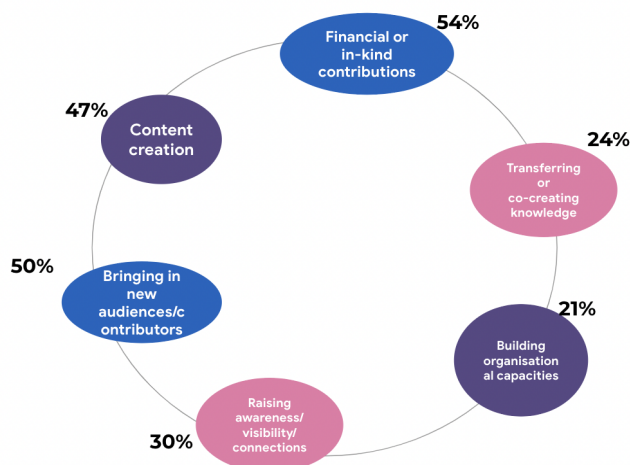 54%
Financial or
in-kind
contributions
24%
Transferring
or
co-creating
knowledge
21%
Building
organisation
al capacities
30%
Raising
awareness/
visibility/
connections
50%
Bringing in
new
audiences/c
ontributors
47%
Content
creation